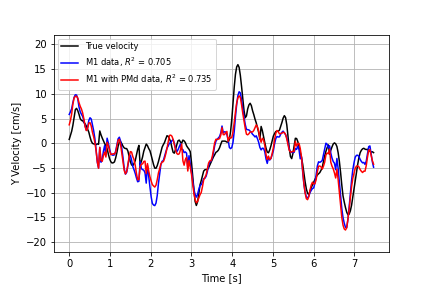 True velocity
M1 data, R² = 0.705
M1 with PMd data, R² = 0.735
Y Velocity [cm/s]
20
15
10
5
0
−5
−10
−15
−20
0 1 2 3 4 5 6 7
Time [s]